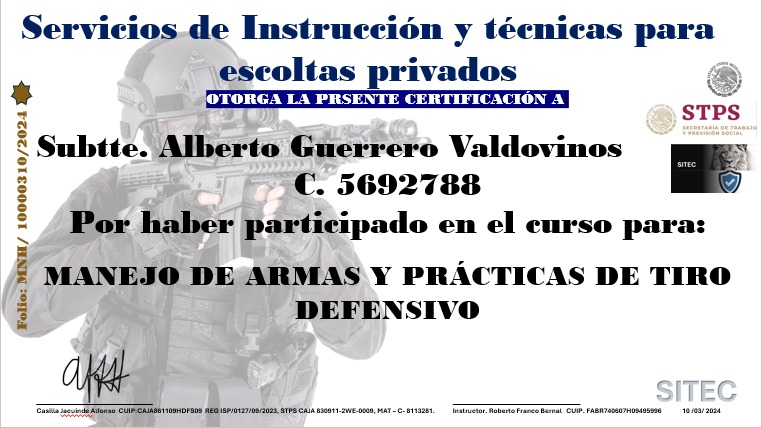 Servicios de Instrucción y técnicas para
escoltas privados
OTORGA LA PRSENTE CERTIFICACIÓN A
STPS
SECRETARÍA DE TRABAJO
Y PREVISIÓN SOCIAL
SITEC
Folio: MNH/: 10000310/2024
Subtte. Alberto Guerrero Valdovinos
C. 5692788
Por haber participado en el curso para:
MANEJO DE ARMAS Y PRÁCTICAS DE TIRO
DEFENSIVO
SITEC
Casilla Jacuinde Alfonso CUIP:CAJA861109HDFS09 REG ISP/0127/09/2023, STPS CAJA 830911-2WE-0009, MAT – C- 8113281. Instructor. Roberto Franco Bernal CUIP. FABR740607H09495996 10 /03/ 2024